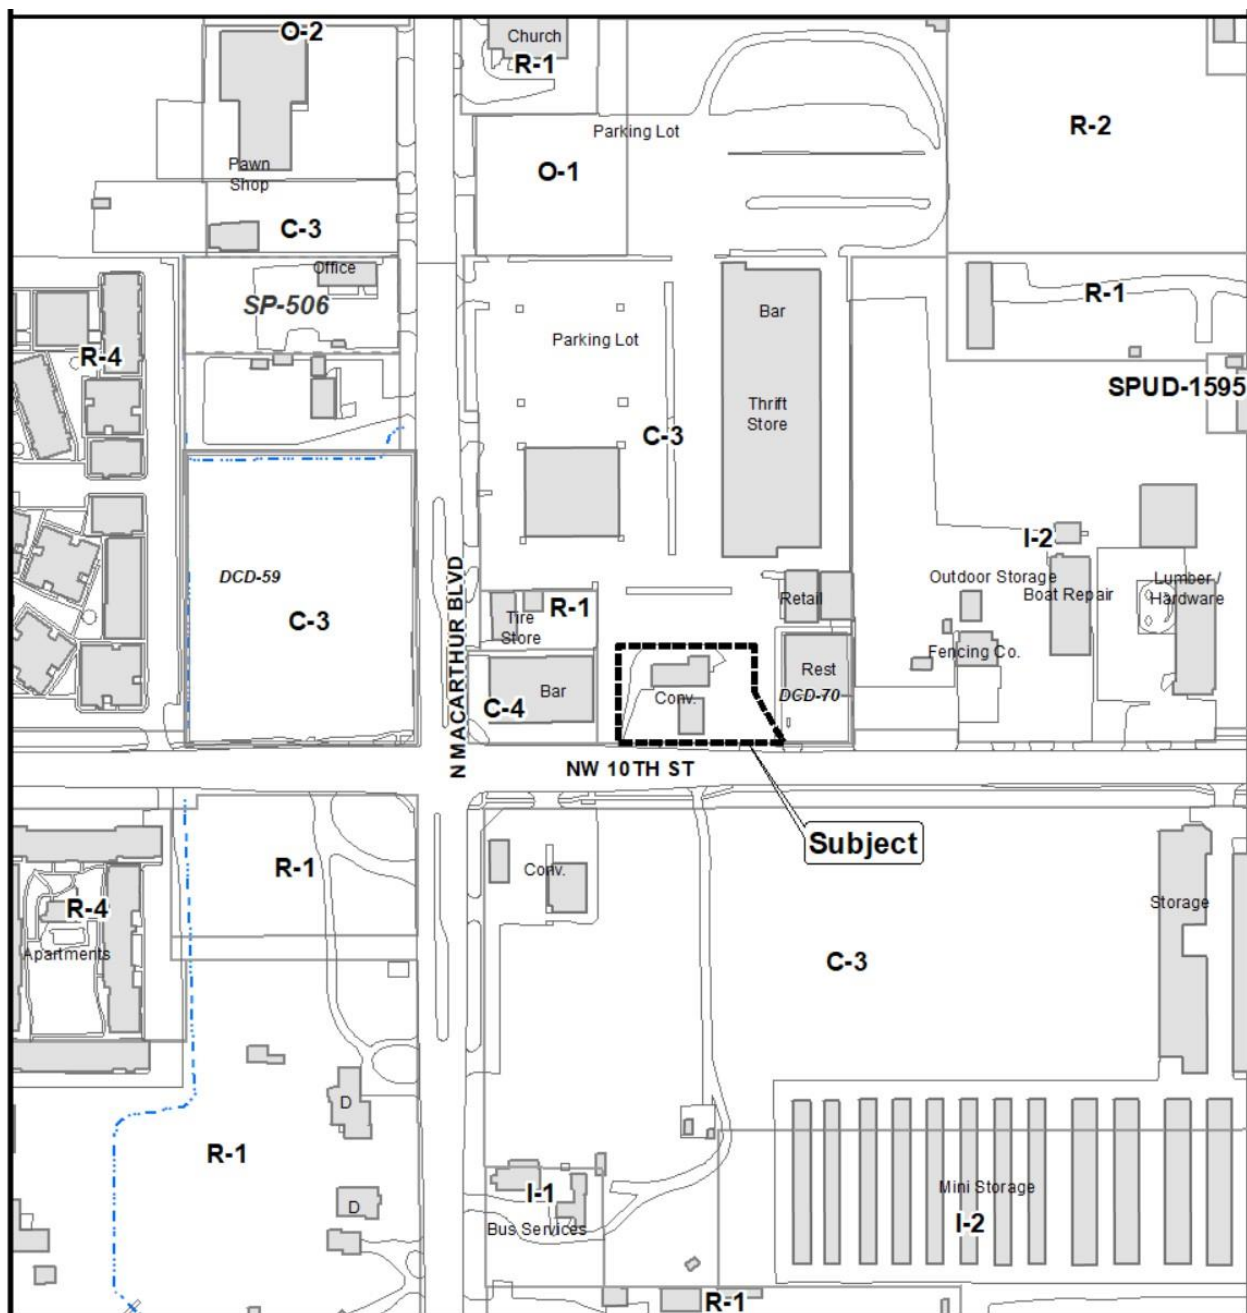 O-2
Church
R-1
Parking Lot
R-2
Pawn
Shop
O-1
C-3
Office
SP-506
Bar
R-1
Parking Lot
R-4
SPUD-1595
Thrift
Store
C-3
I-2
DCD-59
C-3
N MACARTHUR BLVD
Outdoor Storage
Boat Repair
Lumber /
Hardware
Tire
Store
R-1
Retail
Fencing Co.
Bar
C-4
Conv.
Rest
DCD-70
NW 10TH ST
Subject
R-1
Conv.
R-4
Apartments
Storage
C-3
D
R-1
D
I-1
Bus Services
Mini Storage
I-2
R-1